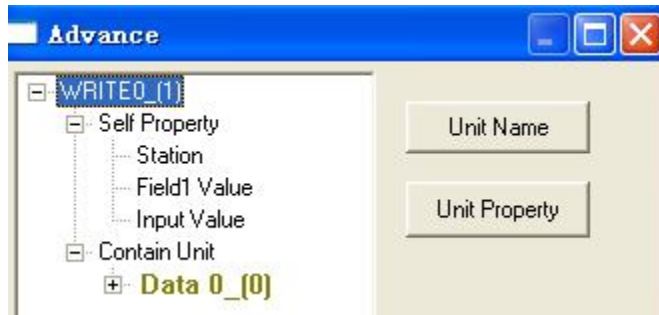 Advance
WRITE0_(1)
Self Property
Station
Field1 Value
Input Value
Contain Unit
Data 0_(0)
Unit Name
Unit Property